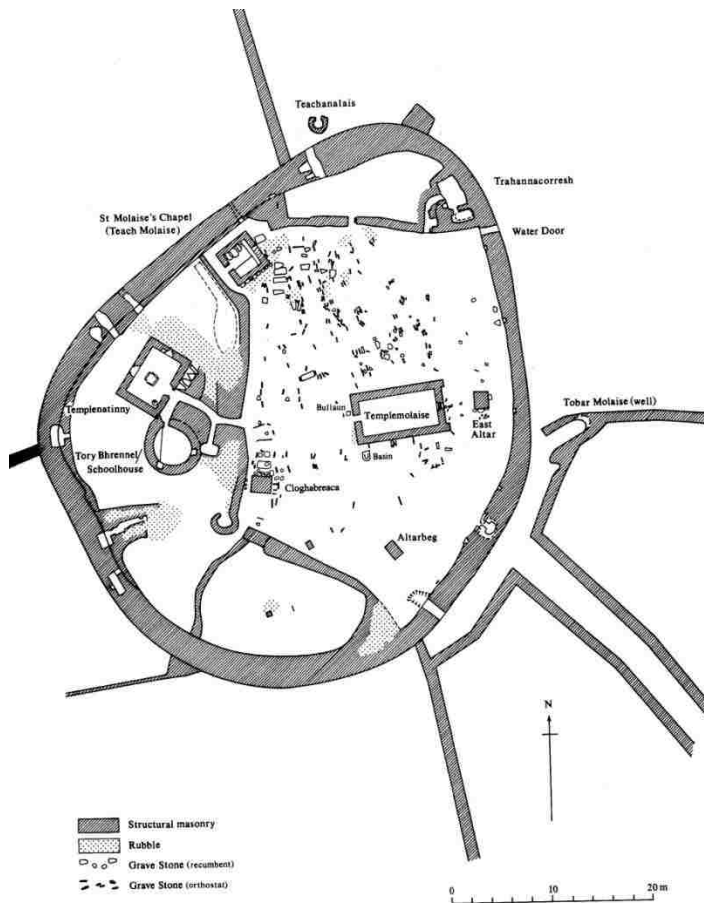 Teachanalais
Trahannacorresh
St Molaise's Chapel
(Teach Molaise)
Water Door
Templenatinny
Bullaun
Templemolaise
East
Altar
Tobar Molaise (well)
Tory Bhrennel/
Schoolhouse
Basin
Cloghabreaca
Altarbeg
N
Structural masonry
Rubble
Grave Stone (recumbent)
Grave Stone (orthostat)
0 10 20 m